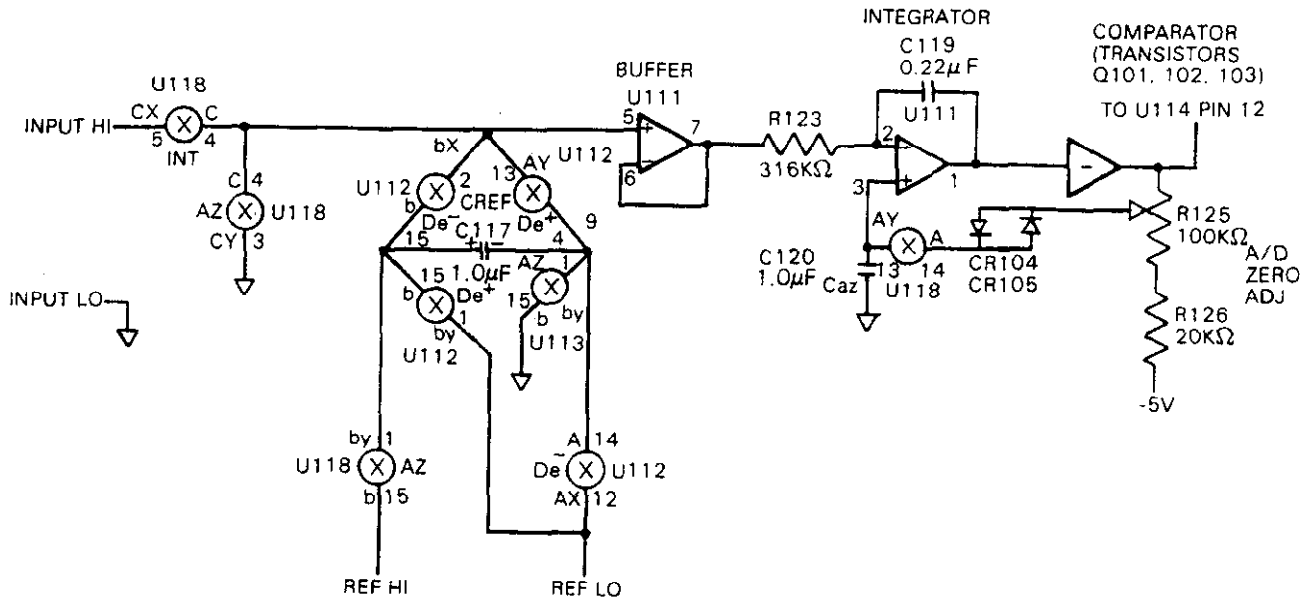 INTEGRATOR
C119
0.22µF
U111
COMPARATOR
(TRANSISTORS
Q101, 102, 103)
TO U114 PIN 12
BUFFER
U111
5
+
7
6
−
U118
CX
C
5
4
INT
INPUT HI
R123
316KΩ
2
−
+
3
1
−
bX
U112
AY
13
C
4
AZ
U118
CY
3
U112
2
CREF
b
De⁻
De⁺
9
15
C117
+
−
4
1
1.0µF
AZ
15
b
De⁺
1
by
U112
15
b
by
U113
INPUT LO
AY
A
13
14
U118
C120
1.0µF
Caz
CR104
CR105
R125
100KΩ
A/D
ZERO
ADJ
R126
20KΩ
-5V
by
1
U118
AZ
b
15
A
14
De⁻
U112
AX
12
REF HI
REF LO